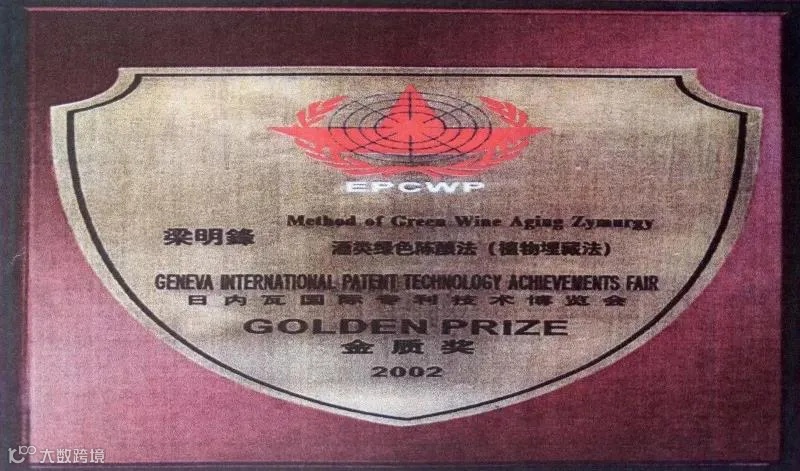 EPCWP
Method of Green Wine Aging Zymurgy
梁明鋒
酒类绿色陈酿法（植物埋藏法）
GENEVA INTERNATIONAL PATENT TECHNOLOGY ACHIEVEMENTS FAIR
日内瓦国际专利技术博览会
GOLDEN PRIZE
金质奖
2002
大数跨境